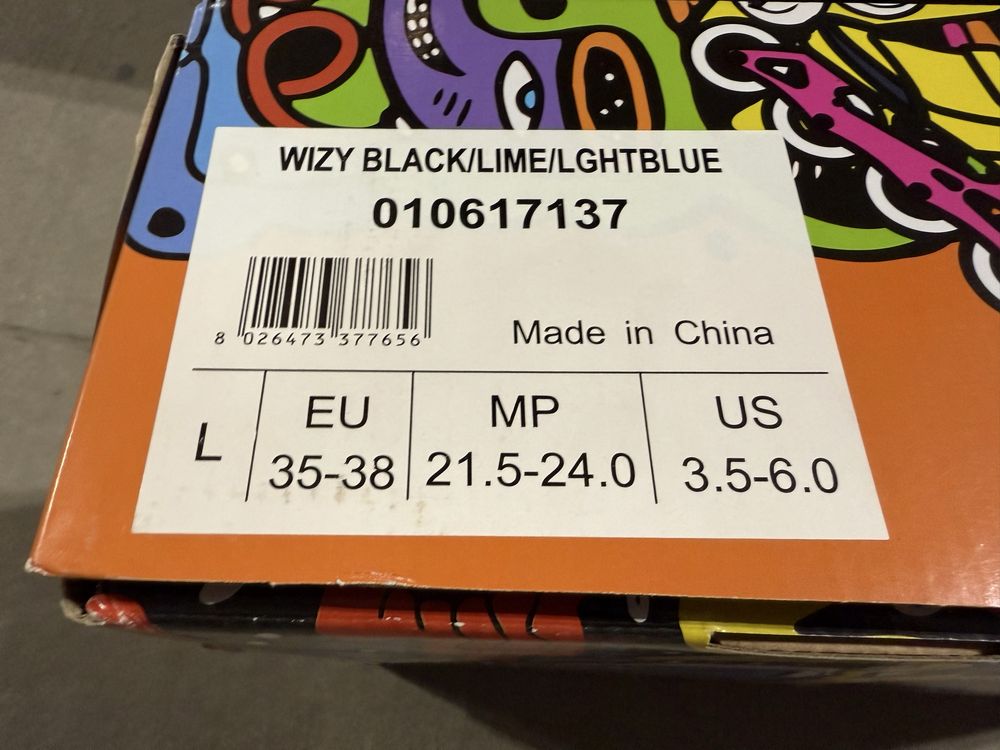 WIZY BLACK/LIME/LGHTBLUE
010617137
8 026473 377656
Made in China
L
EU
35-38
MP
21.5-24.0
US
3.5-6.0